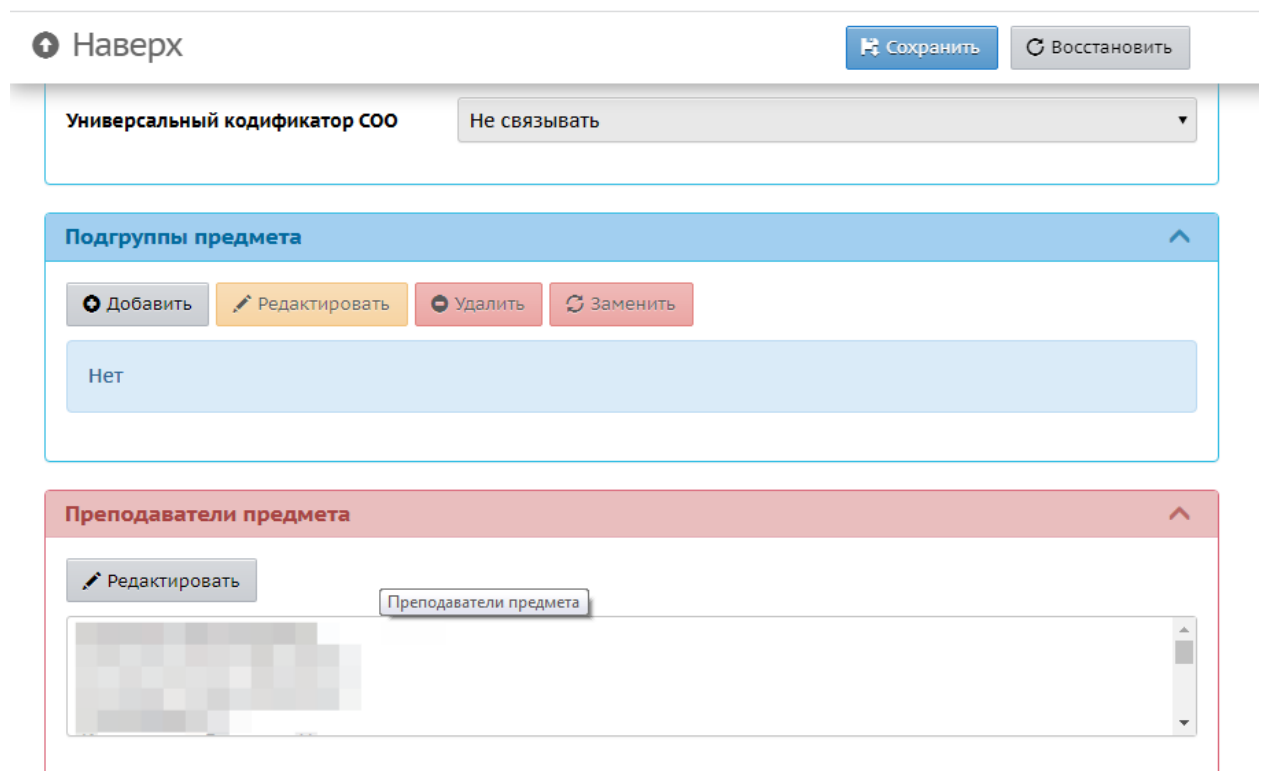 Наверх
Сохранить
Восстановить
Универсальный кодификатор СОО
Не связывать
Подгруппы предмета
Добавить
Редактировать
Удалить
Заменить
Нет
Преподаватели предмета
Редактировать
Преподаватели предмета